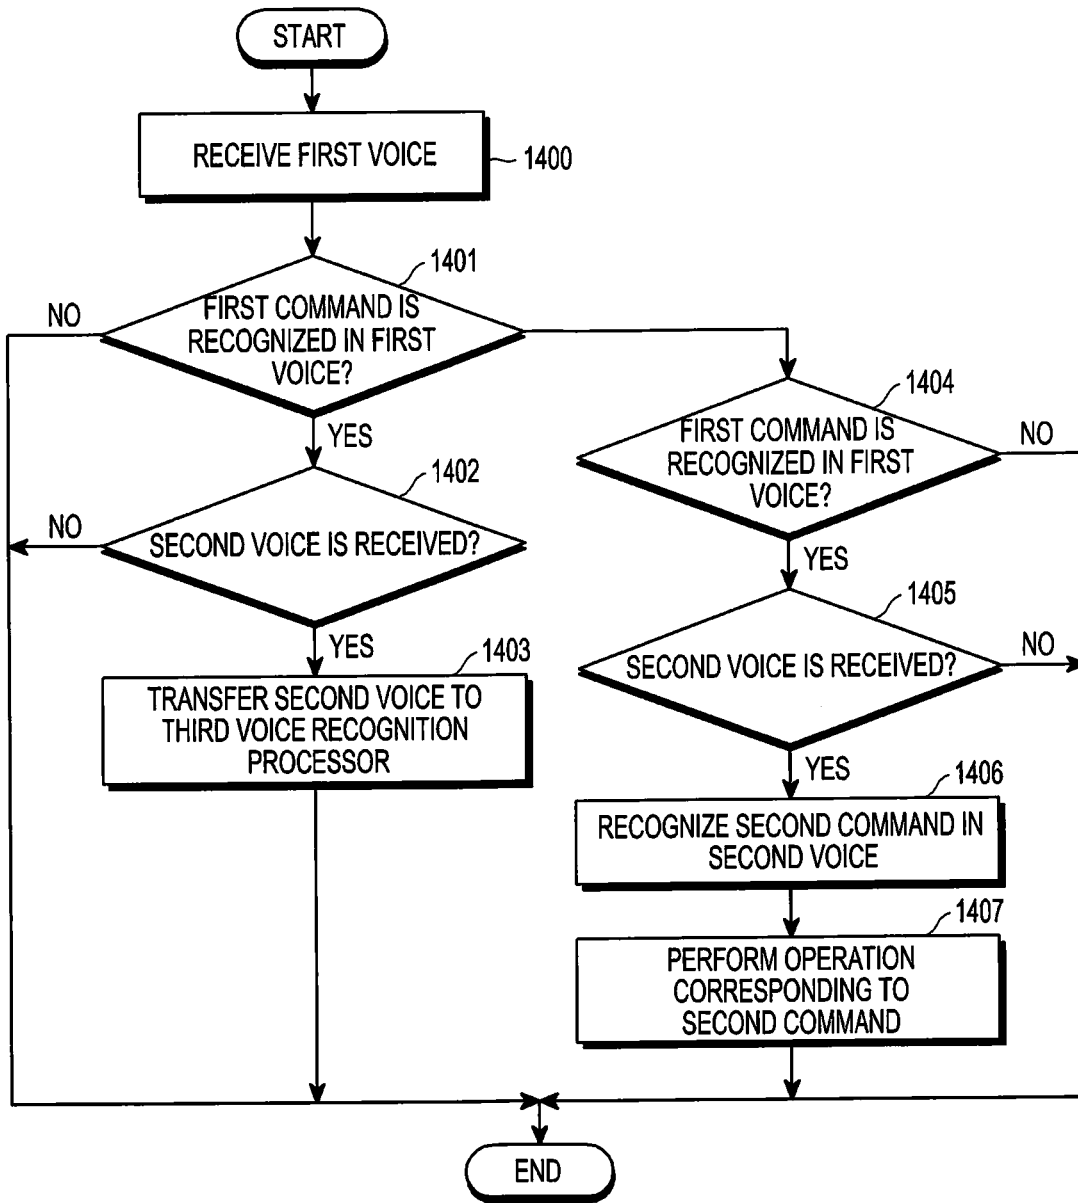 START
RECEIVE FIRST VOICE
1400
1401
NO
FIRST COMMAND IS
RECOGNIZED IN FIRST
VOICE?
YES
1402
NO
SECOND VOICE IS RECEIVED?
YES
1403
TRANSFER SECOND VOICE TO
THIRD VOICE RECOGNITION
PROCESSOR
1404
FIRST COMMAND IS
RECOGNIZED IN FIRST
VOICE?
NO
YES
1405
SECOND VOICE IS RECEIVED?
NO
YES
1406
RECOGNIZE SECOND COMMAND IN
SECOND VOICE
1407
PERFORM OPERATION
CORRESPONDING TO
SECOND COMMAND
END